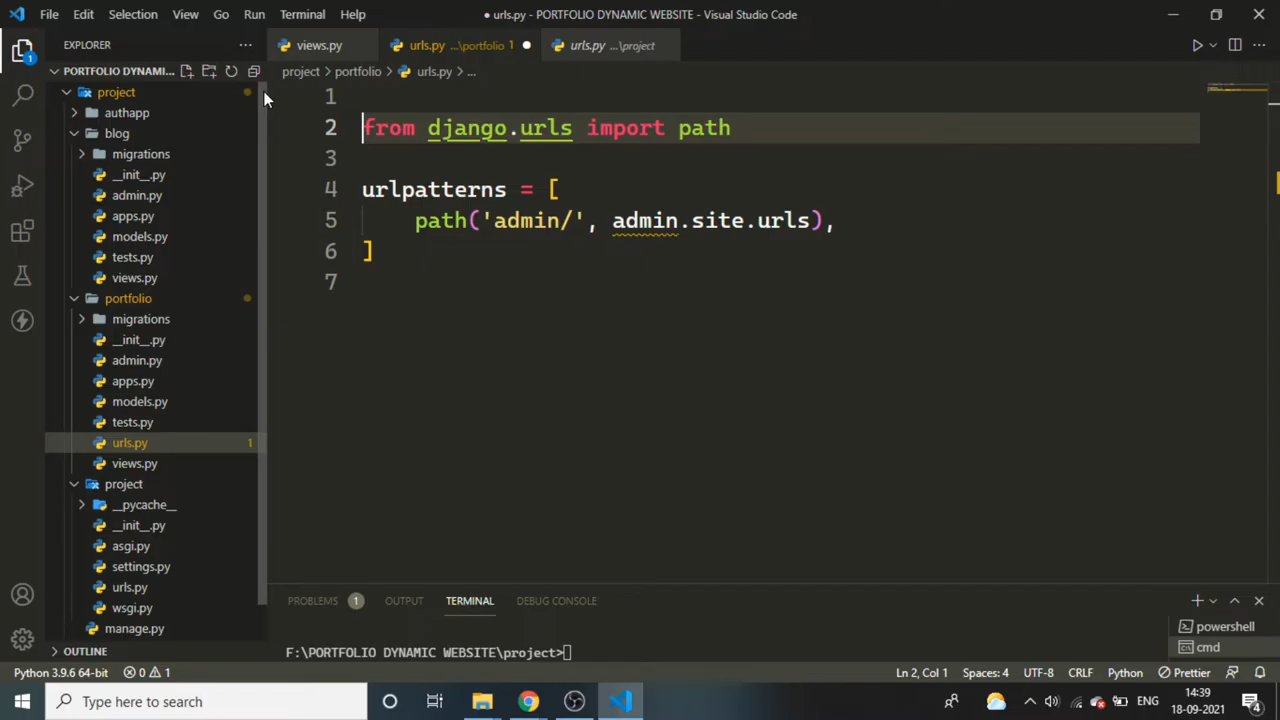 File Edit Selection View Go Run Terminal Help
● urls.py - PORTFOLIO DYNAMIC WEBSITE - Visual Studio Code
EXPLORER
views.py
urls.py ...\portfolio 1
urls.py ...\project
PORTFOLIO DYNAMI...
project > portfolio > urls.py > ...
1
project
authapp
blog
migrations
__init__.py
admin.py
apps.py
models.py
tests.py
views.py
portfolio
migrations
__init__.py
admin.py
apps.py
models.py
tests.py
urls.py 1
views.py
project
__pycache__
__init__.py
asgi.py
settings.py
urls.py
wsgi.py
manage.py
OUTLINE
1
2 from django.urls import path
3
4 urlpatterns = [
5 path('admin/', admin.site.urls),
6 ]
7
PROBLEMS 1 OUTPUT TERMINAL DEBUG CONSOLE
F:\PORTFOLIO DYNAMIC WEBSITE\project>
powershell
cmd
Python 3.9.6 64-bit 0 1
Ln 2, Col 1 Spaces: 4 UTF-8 CRLF Python Prettier
Type here to search
ENG
14:39
18-09-2021
4